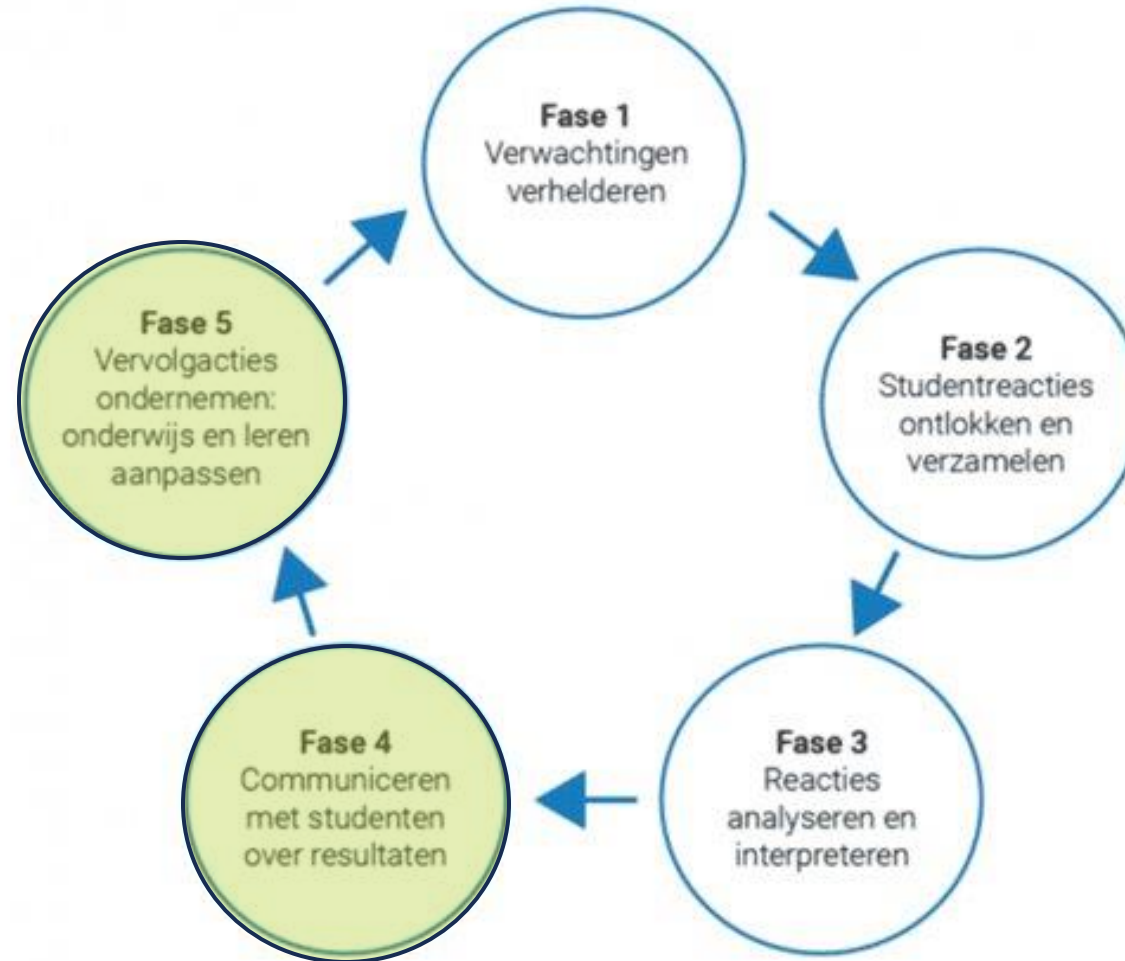 Fase 1
Verwachtingen
verhelderen
Fase 2
Studentreacties
ontlokken en
verzamelen
Fase 3
Reacties
analyseren en
interpreteren
Fase 4
Communiceren
met studenten
over resultaten
Fase 5
Vervolgacties
ondernemen:
onderwijs en leren
aanpassen